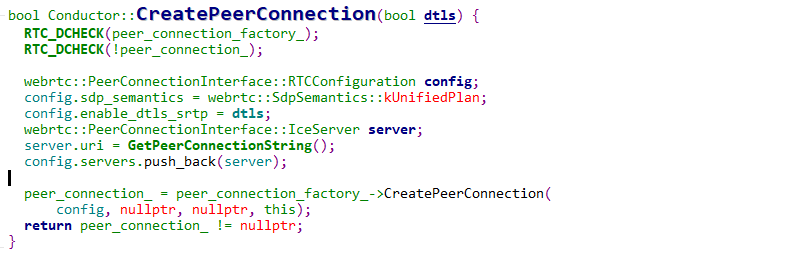 bool Conductor::CreatePeerConnection(bool dtls) {
  RTC_DCHECK(peer_connection_factory_);
  RTC_DCHECK(!peer_connection_);

  webrtc::PeerConnectionInterface::RTCConfiguration config;
  config.sdp_semantics = webrtc::SdpSemantics::kUnifiedPlan;
  config.enable_dtls_srtp = dtls;
  webrtc::PeerConnectionInterface::IceServer server;
  server.uri = GetPeerConnectionString();
  config.servers.push_back(server);

  peer_connection_ = peer_connection_factory_->CreatePeerConnection(
      config, nullptr, nullptr, this);
  return peer_connection_ != nullptr;
}